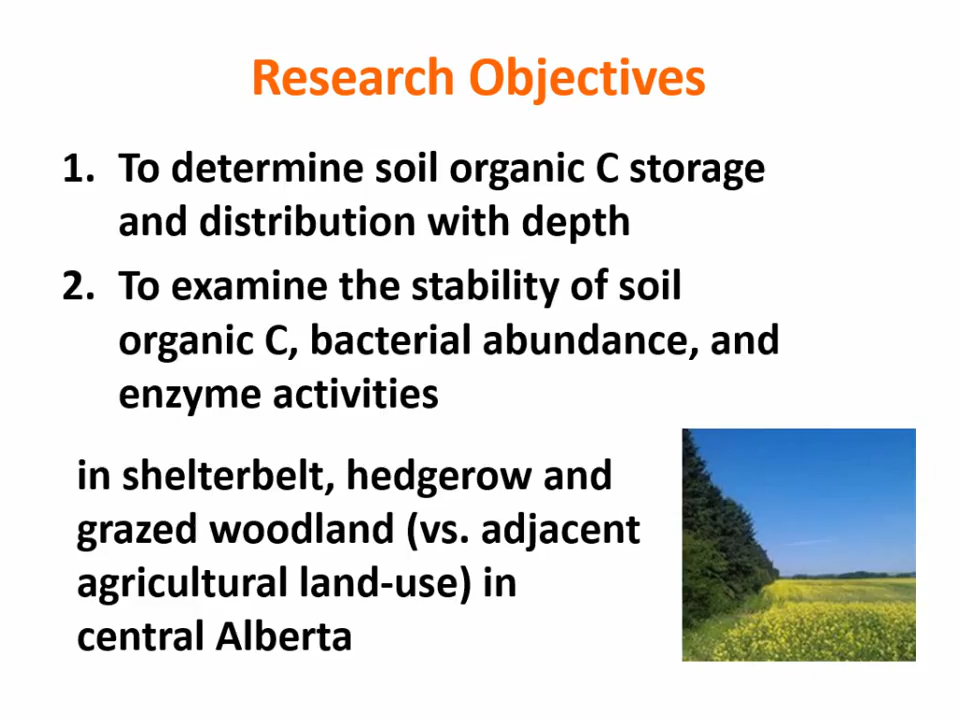 Research Objectives
1. To determine soil organic C storage
and distribution with depth
2. To examine the stability of soil
organic C, bacterial abundance, and
enzyme activities
in shelterbelt, hedgerow and
grazed woodland (vs. adjacent
agricultural land-use) in
central Alberta